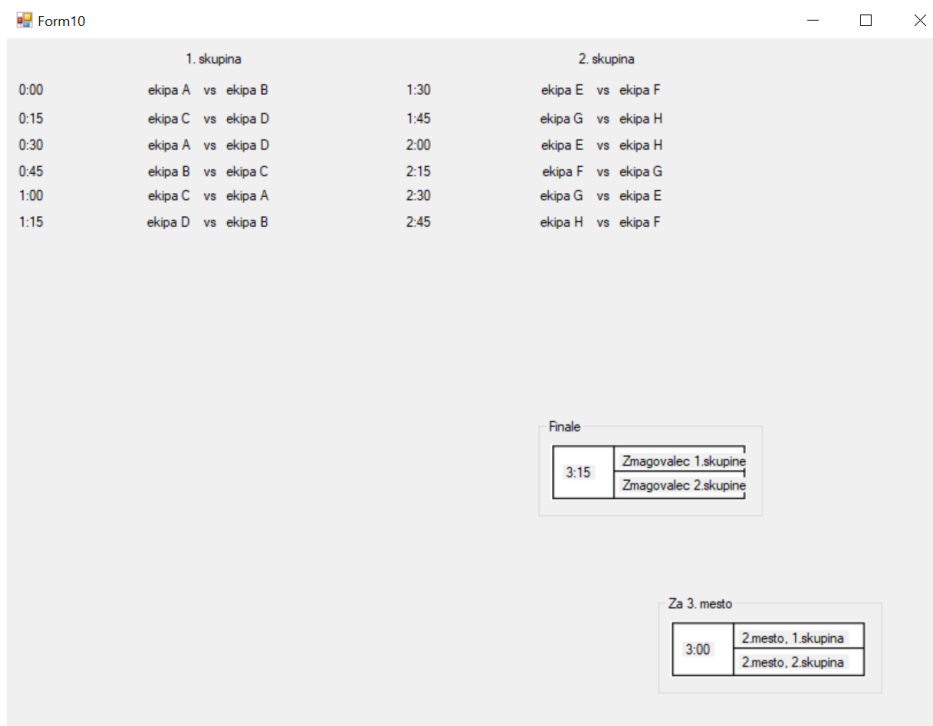 Form10
1. skupina 2. skupina
0:00 ekipa A vs ekipa B 1:30 ekipa E vs ekipa F
0:15 ekipa C vs ekipa D 1:45 ekipa G vs ekipa H
0:30 ekipa A vs ekipa D 2:00 ekipa E vs ekipa H
0:45 ekipa B vs ekipa C 2:15 ekipa F vs ekipa G
1:00 ekipa C vs ekipa A 2:30 ekipa G vs ekipa E
1:15 ekipa D vs ekipa B 2:45 ekipa H vs ekipa F
Finale
3:15
Zmagovalec 1.skupine
Zmagovalec 2.skupine
Za 3. mesto
3:00
2.mesto, 1.skupina
2.mesto, 2.skupina